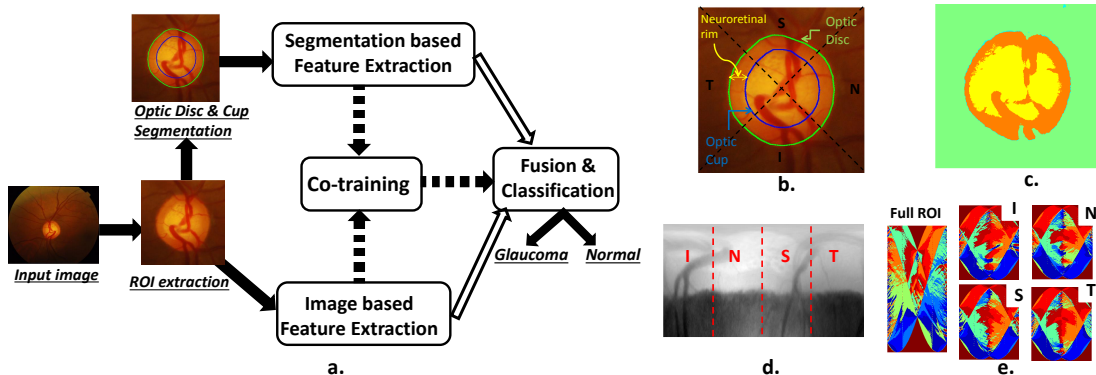 Segmentation based
Feature Extraction
Optic Disc & Cup
Segmentation
Co-training
Fusion &
Classification
Input image
ROI extraction
Glaucoma
Normal
Image based
Feature Extraction
a.
Neuroretinal
rim
S
Optic
Disc
T
N
Optic
Cup
I
b.
c.
I
N
S
T
d.
Full ROI
I
N
S
T
e.